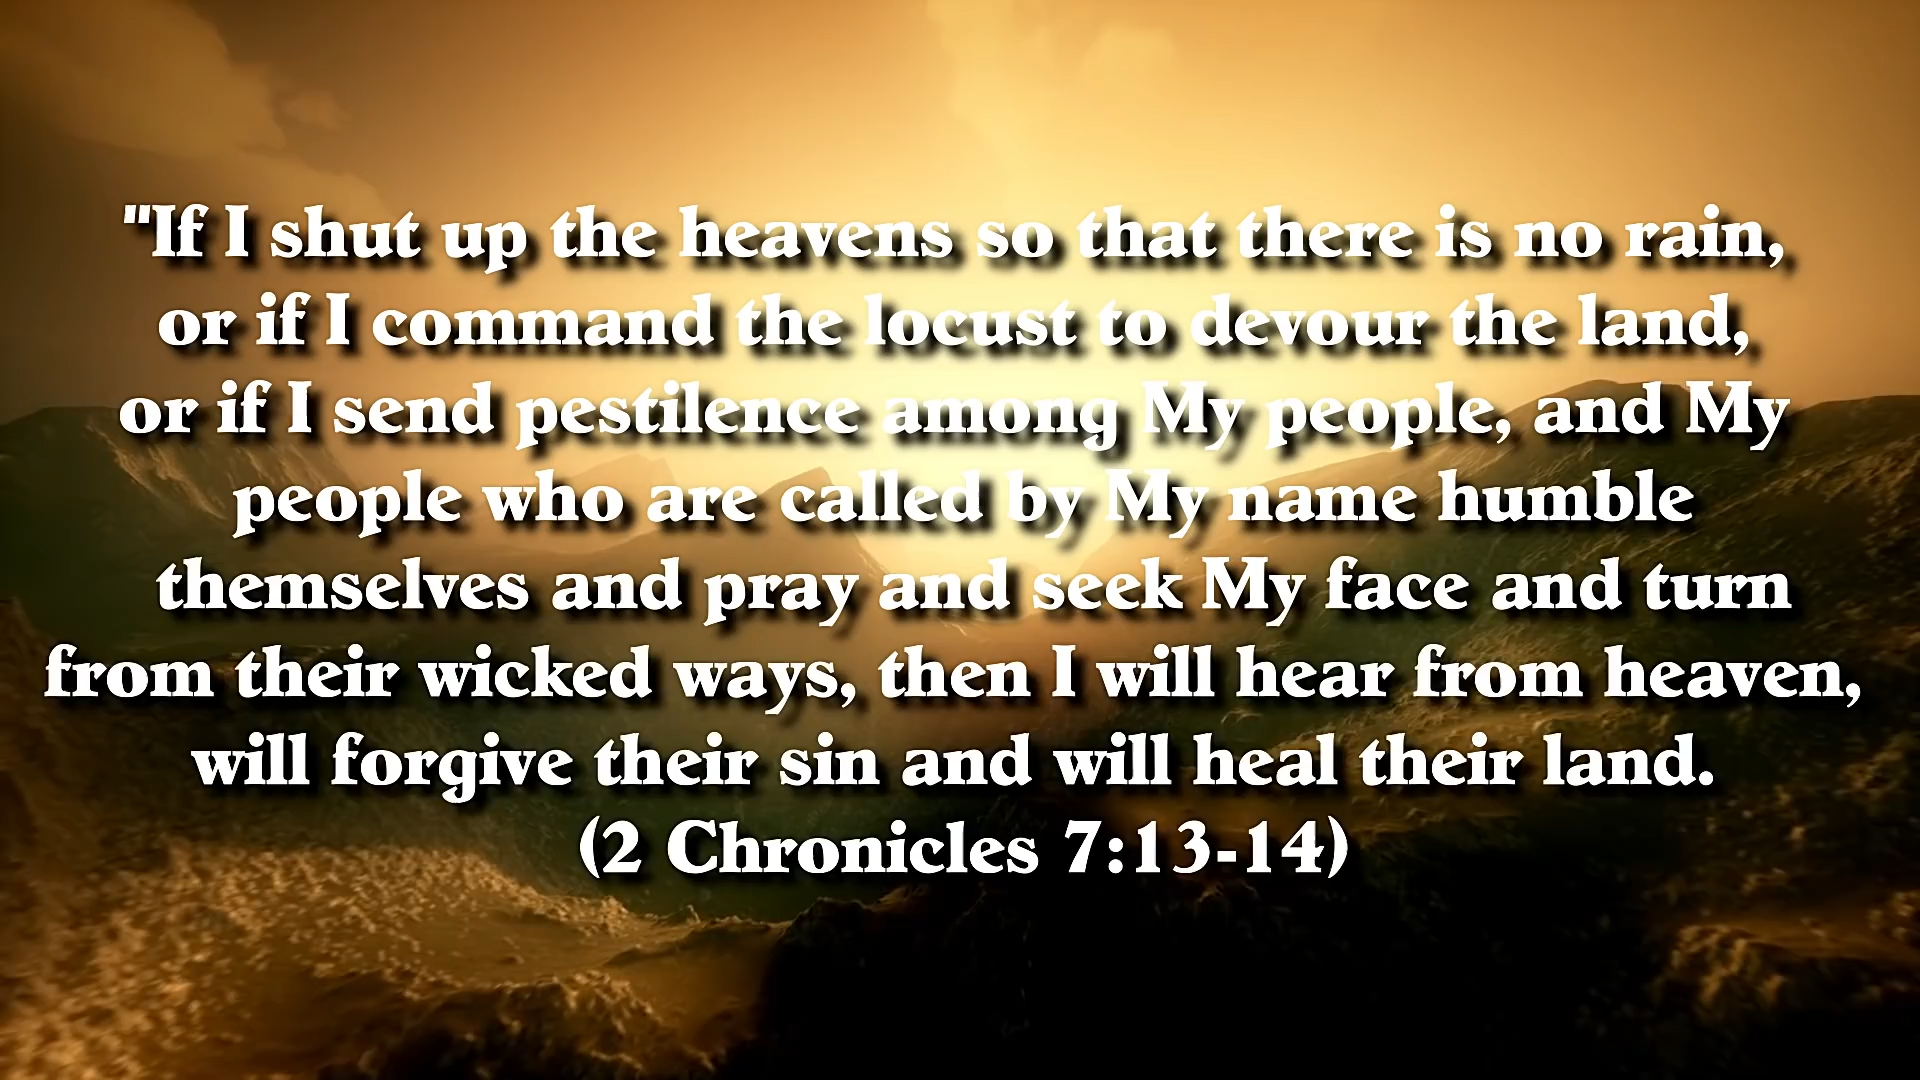 "If I shut up the heavens so that there is no rain,
or if I command the locust to devour the land,
or if I send pestilence among My people, and My
people who are called by My name humble
themselves and pray and seek My face and turn
from their wicked ways, then I will hear from heaven,
will forgive their sin and will heal their land.
(2 Chronicles 7:13-14)